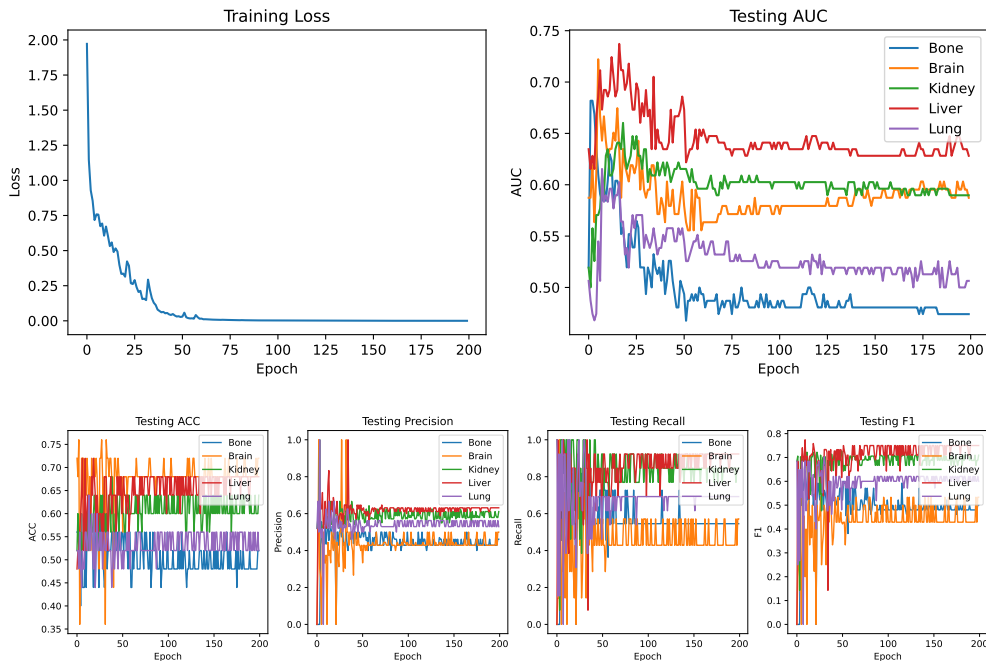 Training Loss
2.00
1.75
1.50
1.25
1.00
0.75
0.50
0.25
0.00
Loss
0 25 50 75 100 125 150 175 200
Epoch
Testing AUC
0.75
0.70
0.65
0.60
0.55
0.50
AUC
0 25 50 75 100 125 150 175 200
Epoch
Bone
Brain
Kidney
Liver
Lung
Testing ACC
0.75
0.70
0.65
0.60
0.55
0.50
0.45
0.40
0.35
ACC
0 50 100 150 200
Epoch
Bone
Brain
Kidney
Liver
Lung
Testing Precision
1.0
0.8
0.6
0.4
0.2
0.0
Precision
0 50 100 150 200
Epoch
Bone
Brain
Kidney
Liver
Lung
Testing Recall
1.0
0.8
0.6
0.4
0.2
0.0
Recall
0 50 100 150 200
Epoch
Bone
Brain
Kidney
Liver
Lung
Testing F1
0.8
0.7
0.6
0.5
0.4
0.3
0.2
0.1
0.0
F1
0 50 100 150 200
Epoch
Bone
Brain
Kidney
Liver
Lung